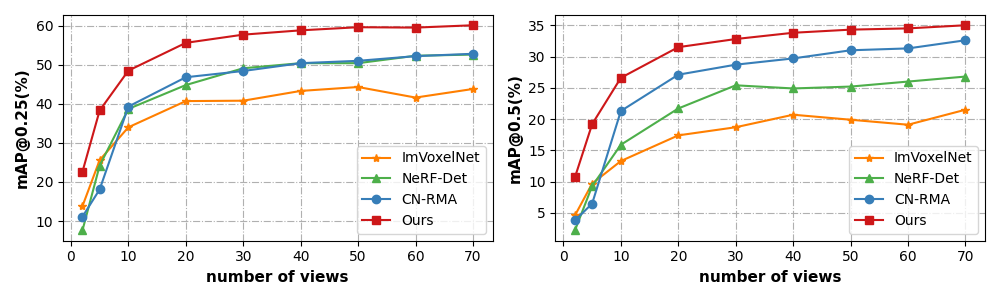 mAP@0.25(%)
60
50
40
30
20
10
0 10 20 30 40 50 60 70
number of views
ImVoxelNet
NeRF-Det
CN-RMA
Ours
mAP@0.5(%)
35
30
25
20
15
10
5
0 10 20 30 40 50 60 70
number of views
ImVoxelNet
NeRF-Det
CN-RMA
Ours